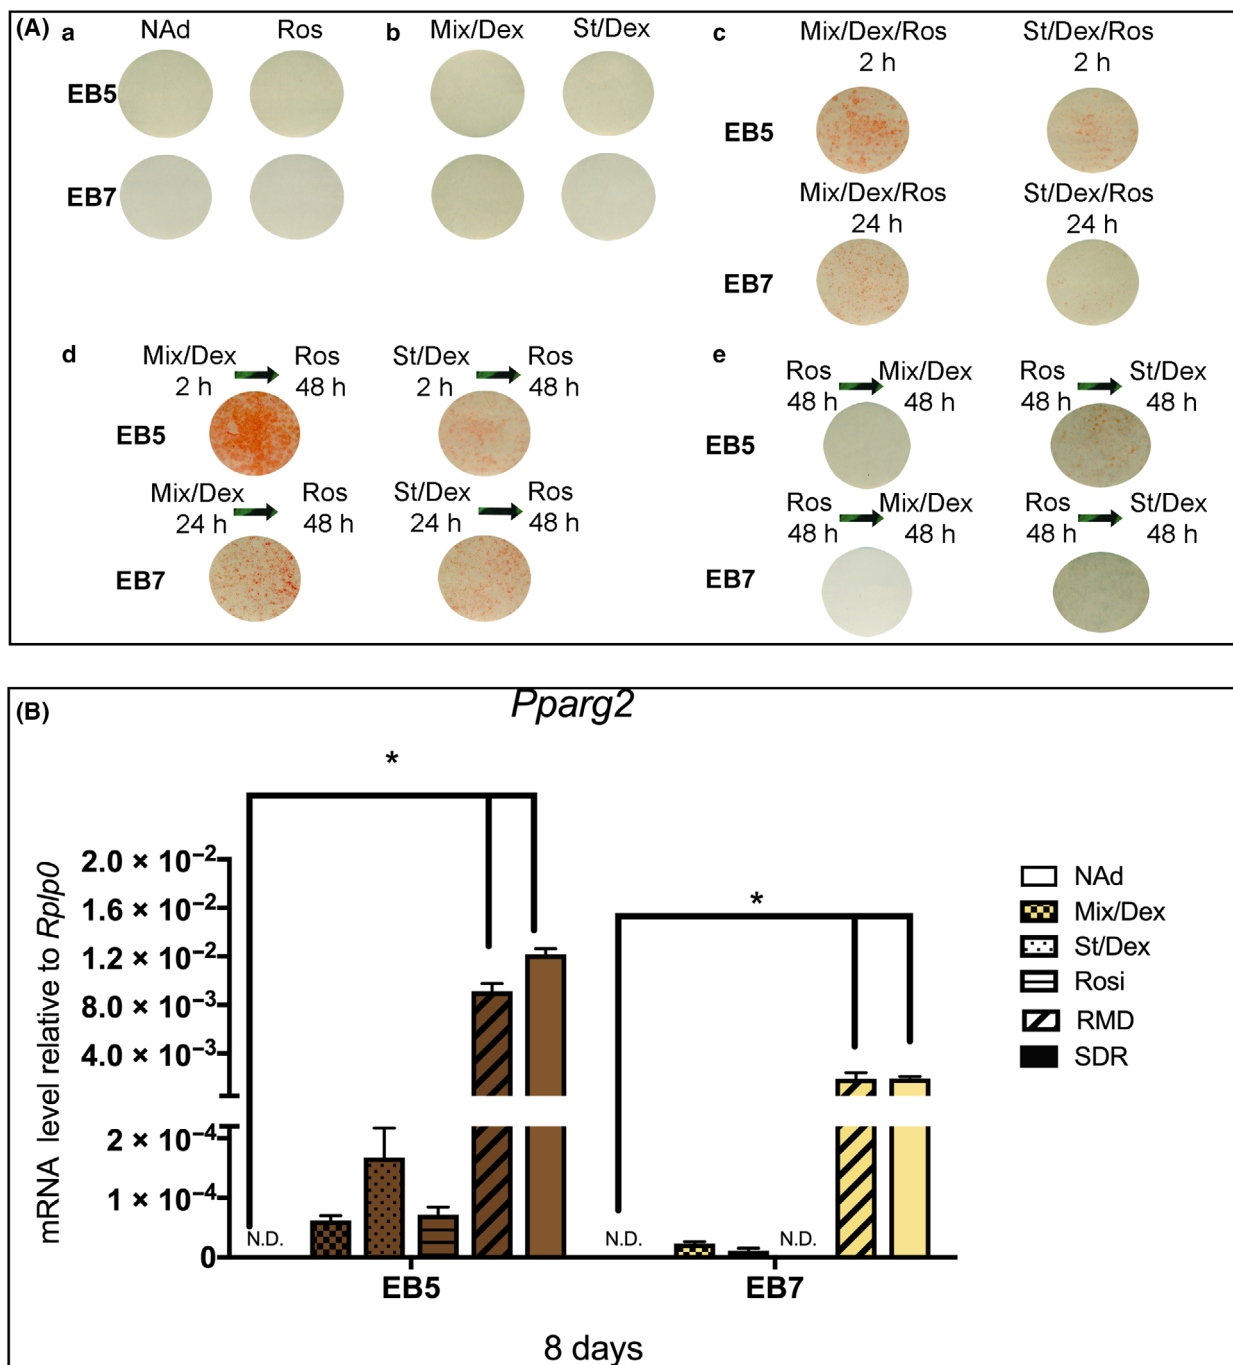 (A) a NAd Ros b Mix/Dex St/Dex c Mix/Dex/Ros St/Dex/Ros
2 h 2 h
EB5
EB5
EB7
Mix/Dex/Ros St/Dex/Ros
24 h 24 h
EB7
d Mix/Dex Ros St/Dex Ros
2 h 48 h 2 h 48 h
EB5
Mix/Dex Ros St/Dex Ros
24 h 48 h 24 h 48 h
EB7
e Ros Mix/Dex Ros St/Dex
48 h 48 h 48 h 48 h
EB5
Ros Mix/Dex Ros St/Dex
48 h 48 h 48 h 48 h
EB7
(B) Pparg2
mRNA level relative to Rplp0
*
*
2.0 × 10⁻²
1.6 × 10⁻²
1.2 × 10⁻²
8.0 × 10⁻³
4.0 × 10⁻³
2 × 10⁻⁴
1 × 10⁻⁴
0
N.D. N.D. N.D.
EB5 EB7
8 days
NAd
Mix/Dex
St/Dex
Rosi
RMD
SDR